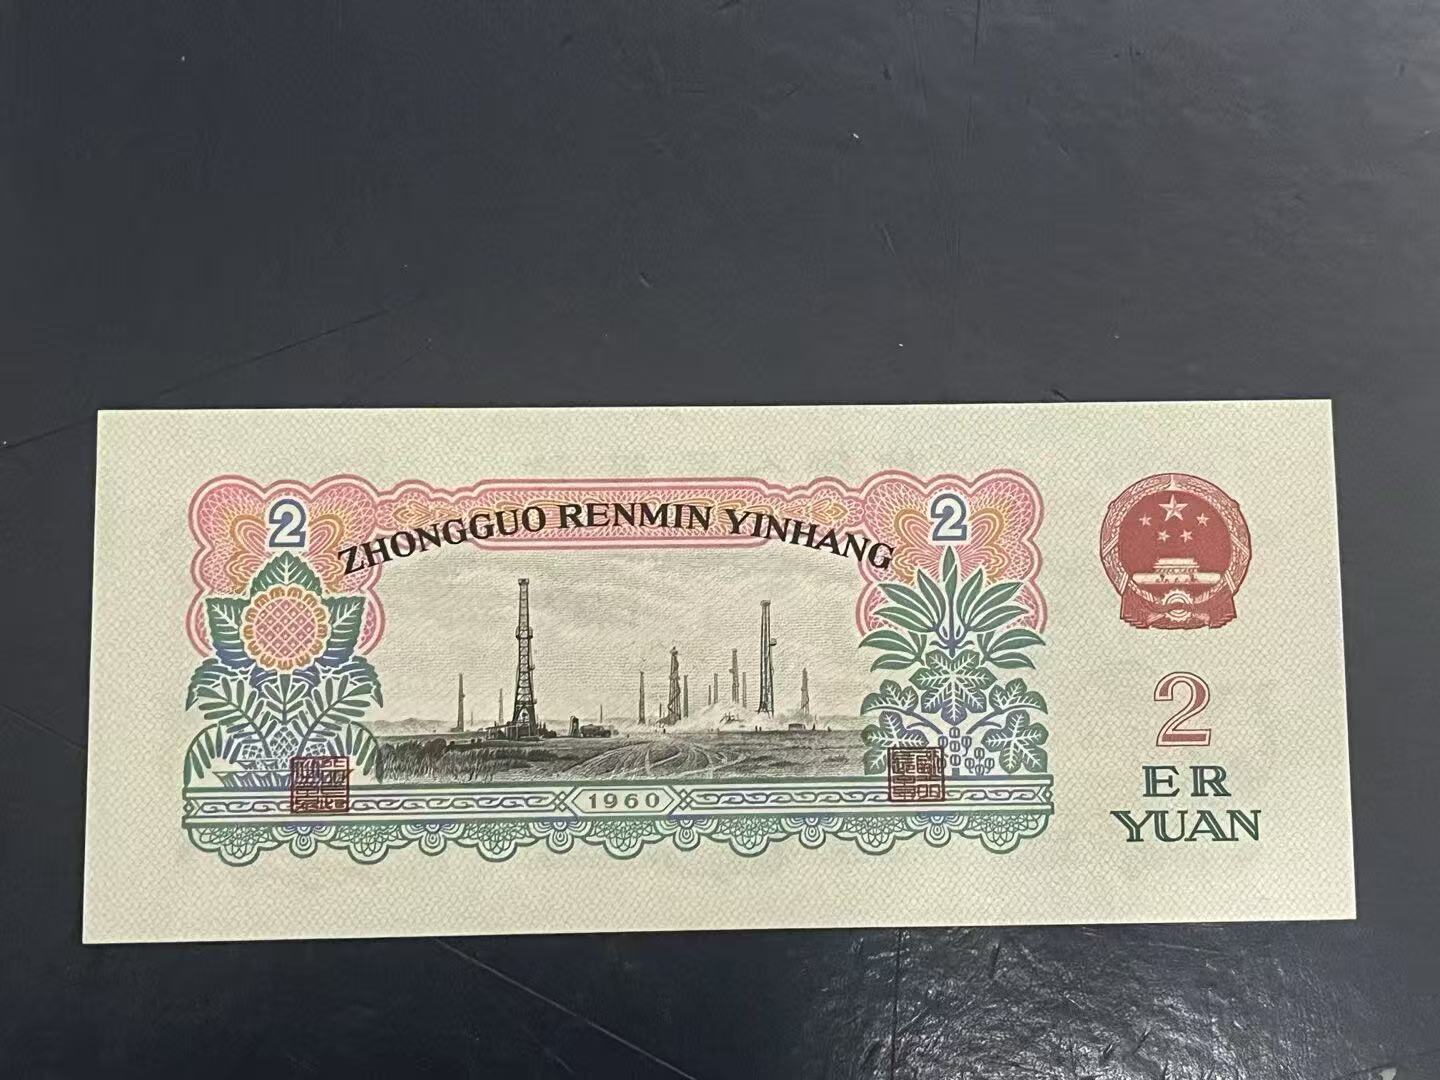 2
ZHONGGUO RENMIN YINHANG
2
1960
2
ER
YUAN